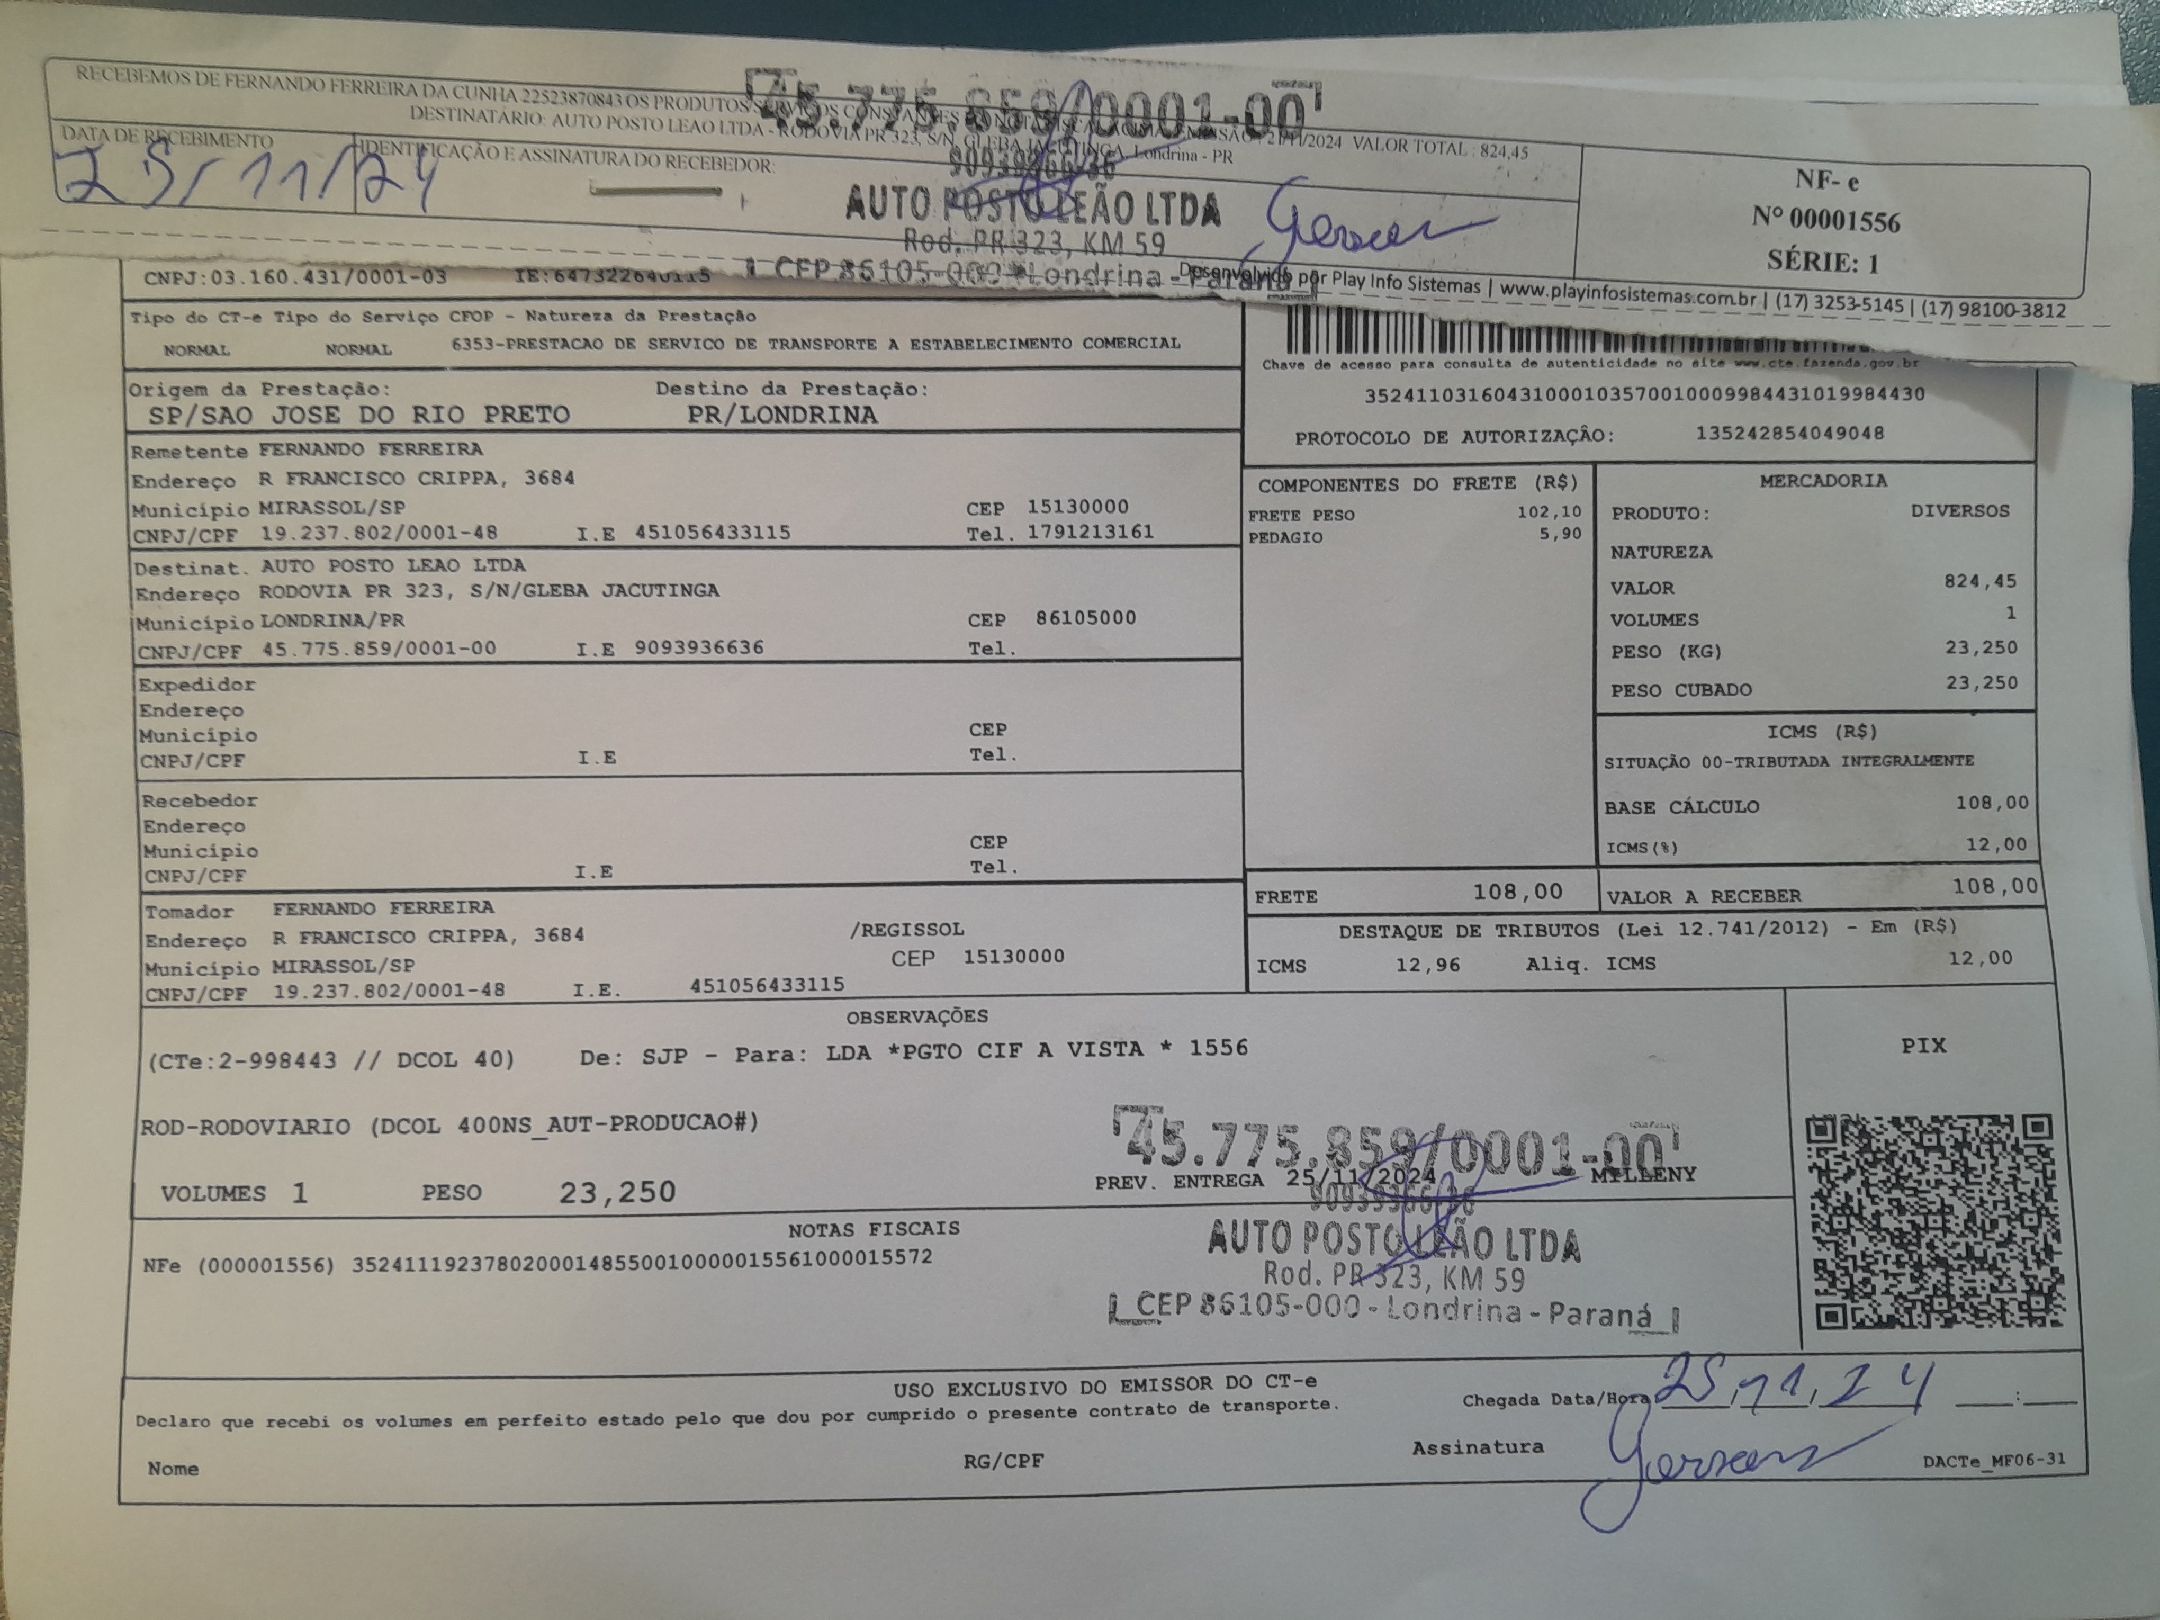 RECEBEMOS DE FERNANDO FERREIRA DA CUNHA 22523870843 OS PRODUTOS SERVIÇOS CONSTANTES 21/11/2024 VALOR TOTAL : 824,45
DESTINATÁRIO: AUTO POSTO LEAO LTDA - RODOVIA PR 323, S/N, GLEBA JACUTINGA, Londrina - PR
DATA DE RECEBIMENTO
IDENTIFICAÇÃO E ASSINATURA DO RECEBEDOR:
25/11/24
45.775.859/0001-00
90939366/36
AUTO POSTO LEÃO LTDA
Rod. PR 323, KM 59
CEP 86105-000 - Londrina - Paraná
Gerson
NF- e
Nº 00001556
SÉRIE: 1
Desenvolvido por Play Info Sistemas | www.playinfosistemas.com.br | (17) 3253-5145 | (17) 98100-3812
CNPJ:03.160.431/0001-03 IE:647322640115
Tipo do CT-e Tipo do Serviço CFOP - Natureza da Prestação
NORMAL NORMAL 6353-PRESTACAO DE SERVICO DE TRANSPORTE A ESTABELECIMENTO COMERCIAL
Chave de acesso para consulta de autenticidade no site www.cte.fazenda.gov.br
35241103160431000103570010009984431019984430
PROTOCOLO DE AUTORIZAÇÃO: 135242854049048
Origem da Prestação: Destino da Prestação:
SP/SAO JOSE DO RIO PRETO PR/LONDRINA
Remetente FERNANDO FERREIRA
Endereço R FRANCISCO CRIPPA, 3684
Município MIRASSOL/SP CEP 15130000
CNPJ/CPF 19.237.802/0001-48 I.E 451056433115 Tel. 1791213161
Destinat. AUTO POSTO LEAO LTDA
Endereço RODOVIA PR 323, S/N/GLEBA JACUTINGA
Município LONDRINA/PR CEP 86105000
CNPJ/CPF 45.775.859/0001-00 I.E 9093936636 Tel.
Expedidor
Endereço
Município CEP
CNPJ/CPF I.E Tel.
Recebedor
Endereço
Município CEP
CNPJ/CPF I.E Tel.
Tomador FERNANDO FERREIRA
Endereço R FRANCISCO CRIPPA, 3684 /REGISSOL
Município MIRASSOL/SP CEP 15130000
CNPJ/CPF 19.237.802/0001-48 I.E. 451056433115
COMPONENTES DO FRETE (R$)
FRETE PESO 102,10
PEDAGIO 5,90
MERCADORIA
PRODUTO: DIVERSOS
NATUREZA
VALOR 824,45
VOLUMES 1
PESO (KG) 23,250
PESO CUBADO 23,250
ICMS (R$)
SITUAÇÃO 00-TRIBUTADA INTEGRALMENTE
BASE CÁLCULO 108,00
ICMS(%) 12,00
FRETE 108,00 VALOR A RECEBER 108,00
DESTAQUE DE TRIBUTOS (Lei 12.741/2012) - Em (R$)
ICMS 12,96 Aliq. ICMS 12,00
OBSERVAÇÕES
(CTe:2-998443 // DCOL 40) De: SJP - Para: LDA *PGTO CIF A VISTA * 1556
PIX
ROD-RODOVIARIO (DCOL 400NS_AUT-PRODUCAO#)
45.775.859/0001-00
VOLUMES 1 PESO 23,250 PREV. ENTREGA 25/11/2024 MILLENY
90939366/36
NOTAS FISCAIS
AUTO POSTO LEÃO LTDA
NFe (000001556) 35241119237802000148550010000015561000015572
Rod. PR 323, KM 59
CEP 86105-000 - Londrina - Paraná
USO EXCLUSIVO DO EMISSOR DO CT-e
Declaro que recebi os volumes em perfeito estado pelo que dou por cumprido o presente contrato de transporte.
Chegada Data/Hora 25,11,24 :
Nome RG/CPF Assinatura Gerson
DACTe_MF06-31